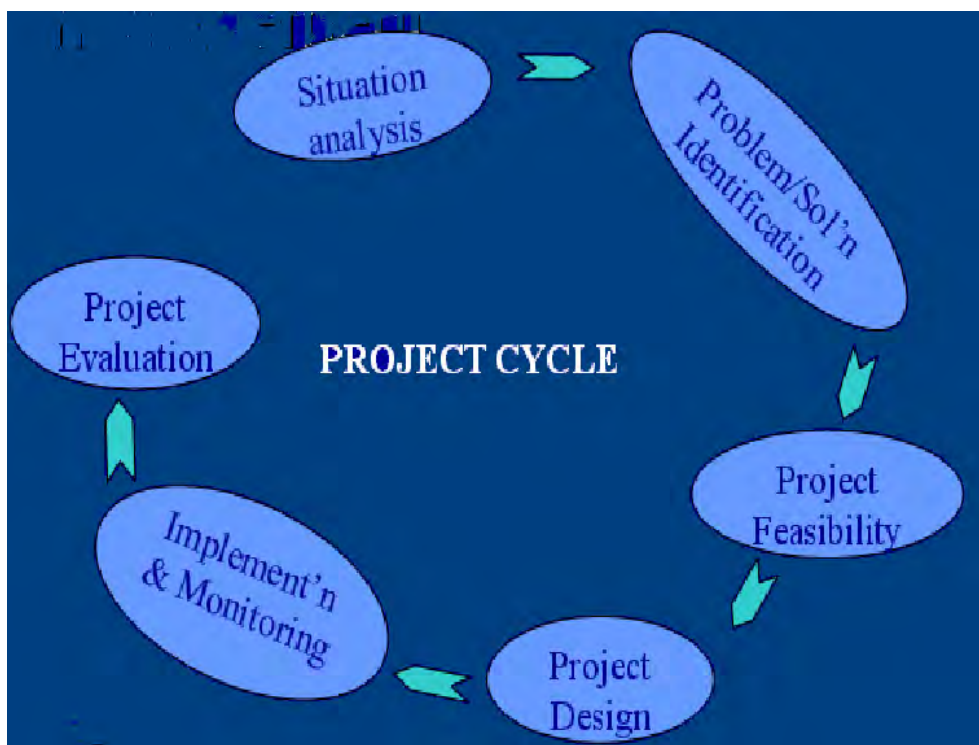 Situation
analysis
Problem/Sol'n
Identification
Project
Feasibility
Project
Design
Implement'n
& Monitoring
Project
Evaluation
PROJECT CYCLE